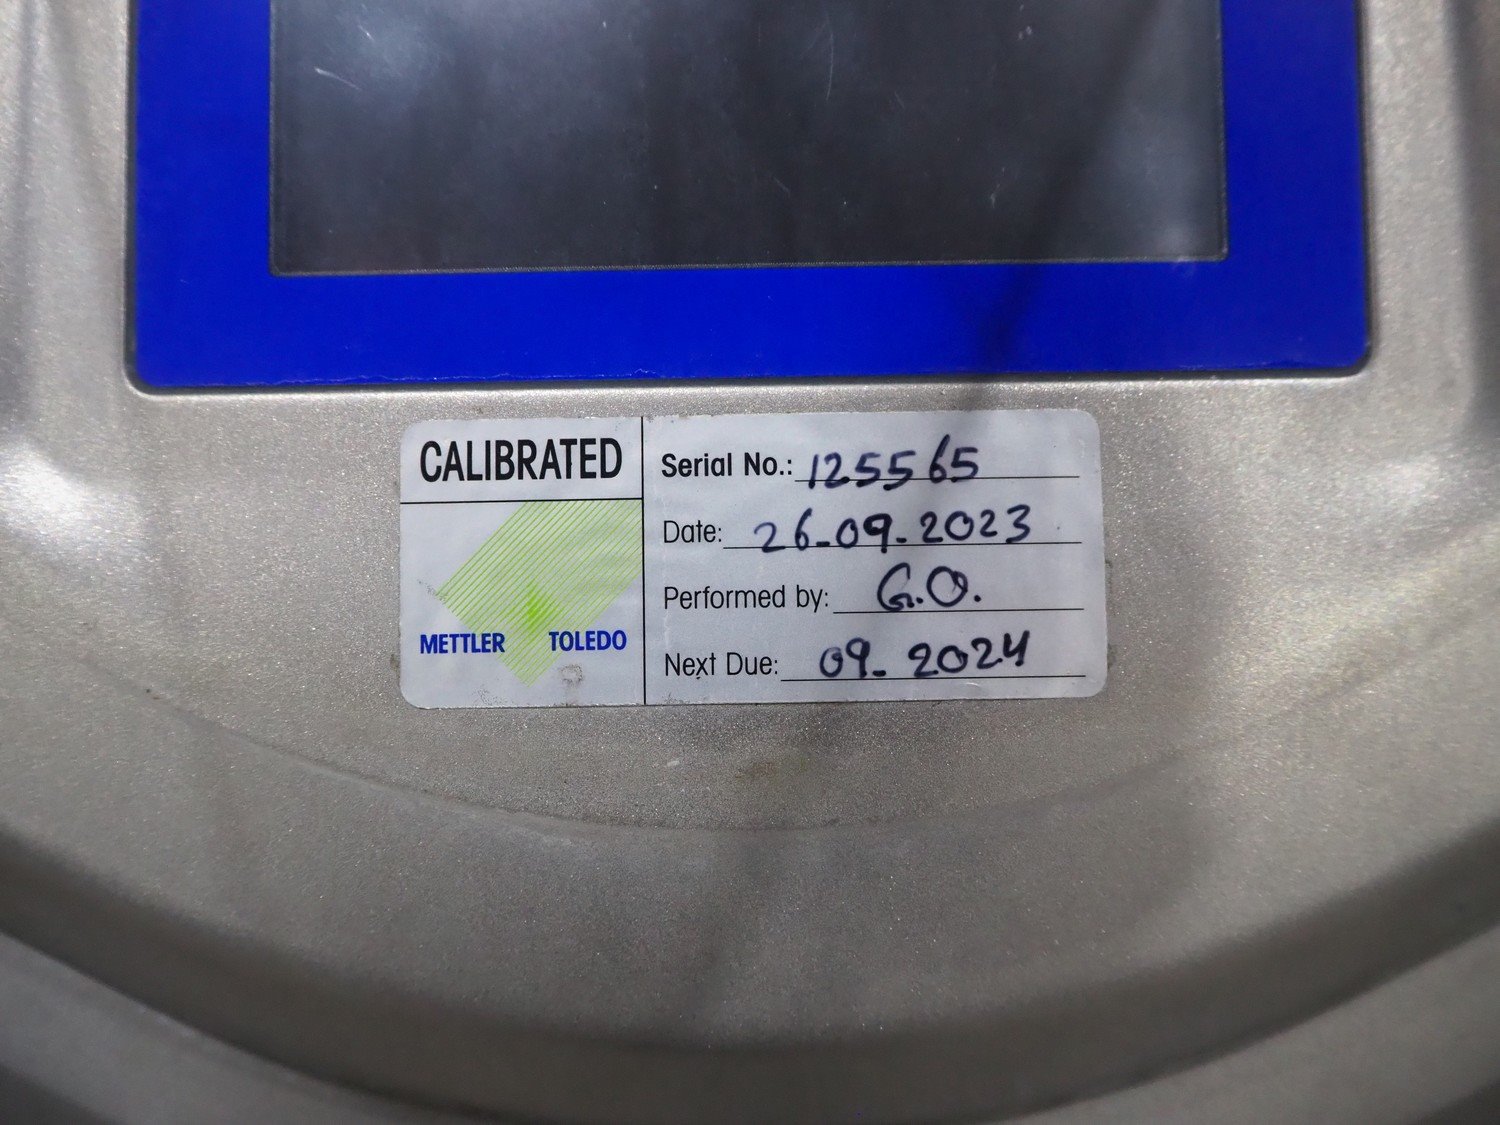 CALIBRATED
METTLER TOLEDO
Serial No.: 125565
Date: 26-09-2023
Performed by: G.O.
Next Due: 09-2024